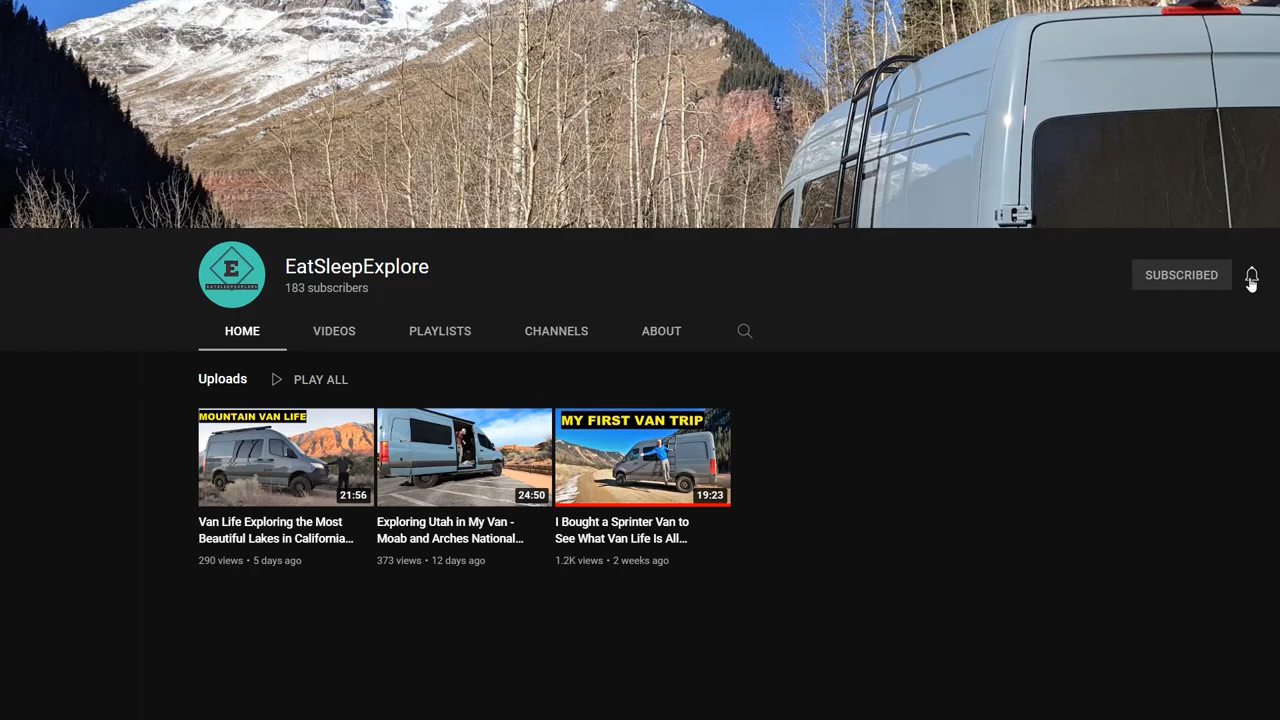 EatSleepExplore
183 subscribers
SUBSCRIBED
E
EATSLEEPEXPLORE
HOME VIDEOS PLAYLISTS CHANNELS ABOUT
Uploads PLAY ALL
MOUNTAIN VAN LIFE
21:56
24:50
MY FIRST VAN TRIP
19:23
Van Life Exploring the Most
Beautiful Lakes in California...
290 views • 5 days ago
Exploring Utah in My Van -
Moab and Arches National...
373 views • 12 days ago
I Bought a Sprinter Van to
See What Van Life Is All...
1.2K views • 2 weeks ago